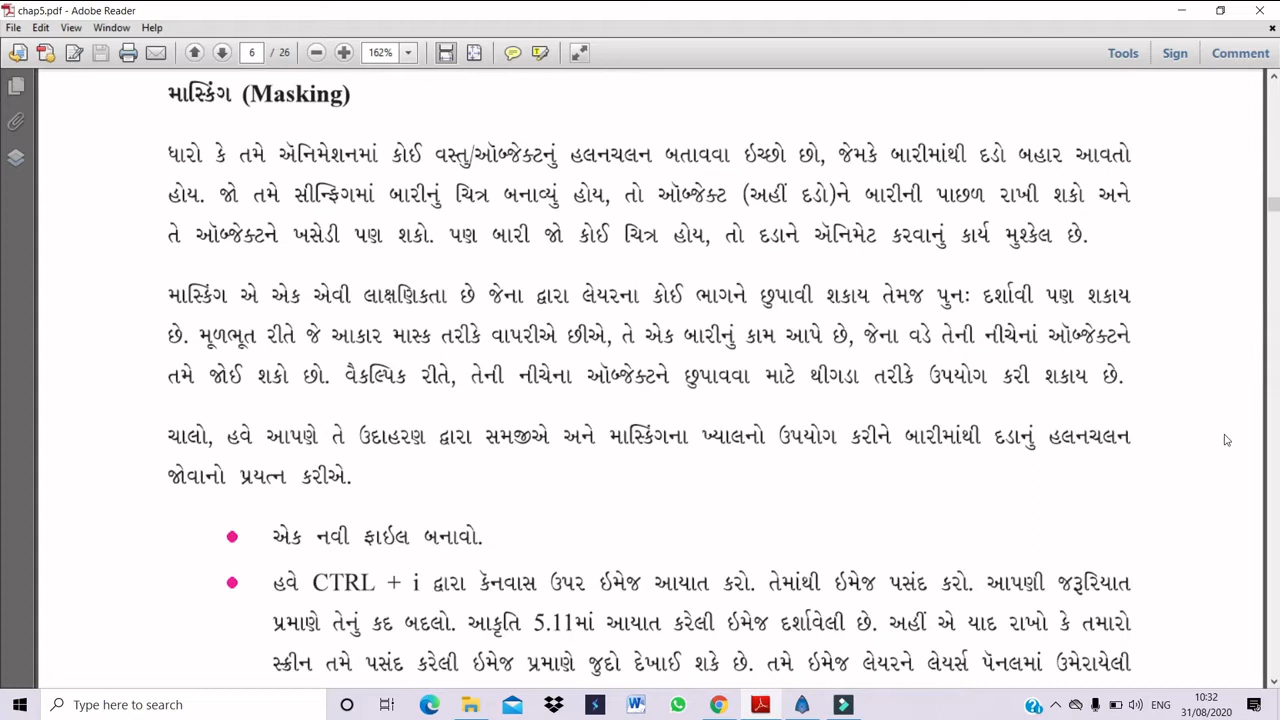 chap5.pdf - Adobe Reader
File Edit View Window Help
6 / 26 162% Tools Sign Comment
માસ્કિંગ (Masking)
ધારો કે તમે ઍનિમેશનમાં કોઈ વસ્તુ/ઑબ્જેક્ટનું હલનચલન બતાવવા ઇચ્છો છો, જેમકે બારીમાંથી દડો બહાર આવતો
હોય. જો તમે સીન્ફિગમાં બારીનું ચિત્ર બનાવ્યું હોય, તો ઑબ્જેક્ટ (અહીં દડો)ને બારીની પાછળ રાખી શકો અને
તે ઑબ્જેક્ટને ખસેડી પણ શકો. પણ બારી જો કોઈ ચિત્ર હોય, તો દડાને ઍનિમેટ કરવાનું કાર્ય મુશ્કેલ છે.
માસ્કિંગ એ એક એવી લાક્ષણિકતા છે જેના દ્વારા લેયરના કોઈ ભાગને છુપાવી શકાય તેમજ પુનઃ દર્શાવી પણ શકાય
છે. મૂળભૂત રીતે જે આકાર માસ્ક તરીકે વાપરીએ છીએ, તે એક બારીનું કામ આપે છે, જેના વડે તેની નીચેનાં ઑબ્જેક્ટને
તમે જોઈ શકો છો. વૈકલ્પિક રીતે, તેની નીચેના ઑબ્જેક્ટને છુપાવવા માટે થીગડા તરીકે ઉપયોગ કરી શકાય છે.
ચાલો, હવે આપણે તે ઉદાહરણ દ્વારા સમજીએ અને માસ્કિંગના ખ્યાલનો ઉપયોગ કરીને બારીમાંથી દડાનું હલનચલન
જોવાનો પ્રયત્ન કરીએ.
● એક નવી ફાઇલ બનાવો.
● હવે CTRL + i દ્વારા કૅનવાસ ઉપર ઇમેજ આયાત કરો. તેમાંથી ઇમેજ પસંદ કરો. આપણી જરૂરિયાત
પ્રમાણે તેનું કદ બદલો. આકૃતિ 5.11માં આયાત કરેલી ઇમેજ દર્શાવેલી છે. અહીં એ યાદ રાખો કે તમારો
સ્ક્રીન તમે પસંદ કરેલી ઇમેજ પ્રમાણે જુદો દેખાઈ શકે છે. તમે ઇમેજ લેયરને લેયર્સ પૅનલમાં ઉમેરાયેલી
Type here to search ENG 10:32
31/08/2020